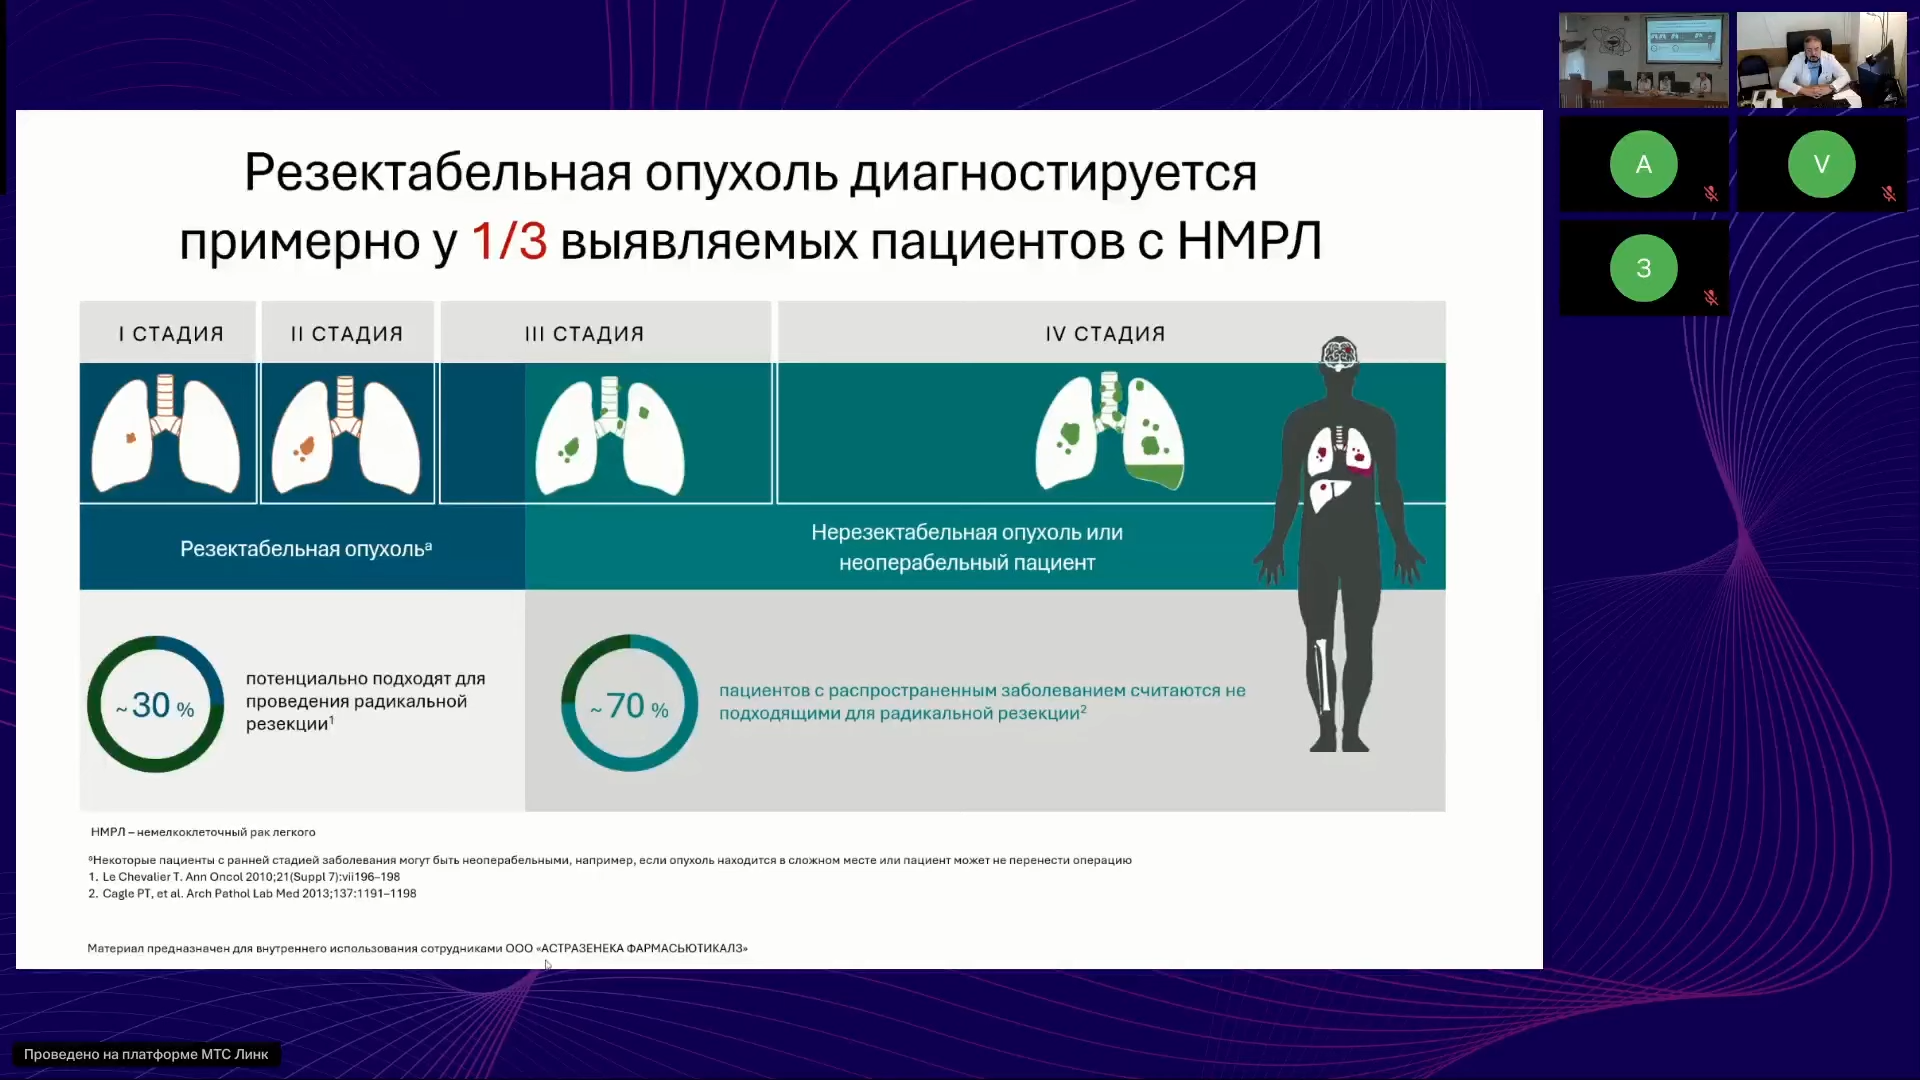 Резектабельная опухоль диагностируется
примерно у 1/3 выявляемых пациентов с НМРЛ
I СТАДИЯ
II СТАДИЯ
III СТАДИЯ
IV СТАДИЯ
Резектабельная опухольª
Нерезектабельная опухоль или
неоперабельный пациент
~30 %
потенциально подходят для
проведения радикальной
резекции¹
~70 %
пациентов с распространенным заболеванием считаются не
подходящими для радикальной резекции²
НМРЛ – немелкоклеточный рак легкого
ªНекоторые пациенты с ранней стадией заболевания могут быть неоперабельными, например, если опухоль находится в сложном месте или пациент может не перенести операцию
1. Le Chevalier T. Ann Oncol 2010;21(Suppl 7):vii196–198
2. Cagle PT, et al. Arch Pathol Lab Med 2013;137:1191–1198
Материал предназначен для внутреннего использования сотрудниками ООО «АСТРАЗЕНЕКА ФАРМАСЬЮТИКАЛЗ»
A
V
З
Проведено на платформе МТС Линк